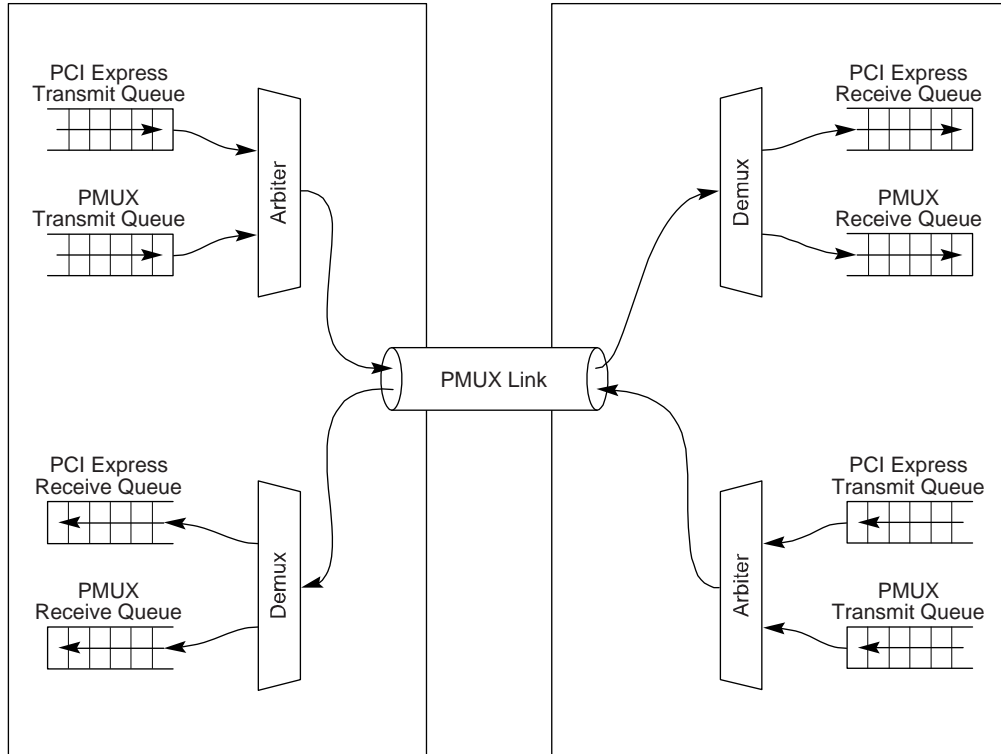 PCI Express
Transmit Queue
PMUX
Transmit Queue
Arbiter
PCI Express
Receive Queue
PMUX
Receive Queue
Demux
PMUX Link
PCI Express
Receive Queue
PMUX
Receive Queue
Demux
PCI Express
Transmit Queue
PMUX
Transmit Queue
Arbiter